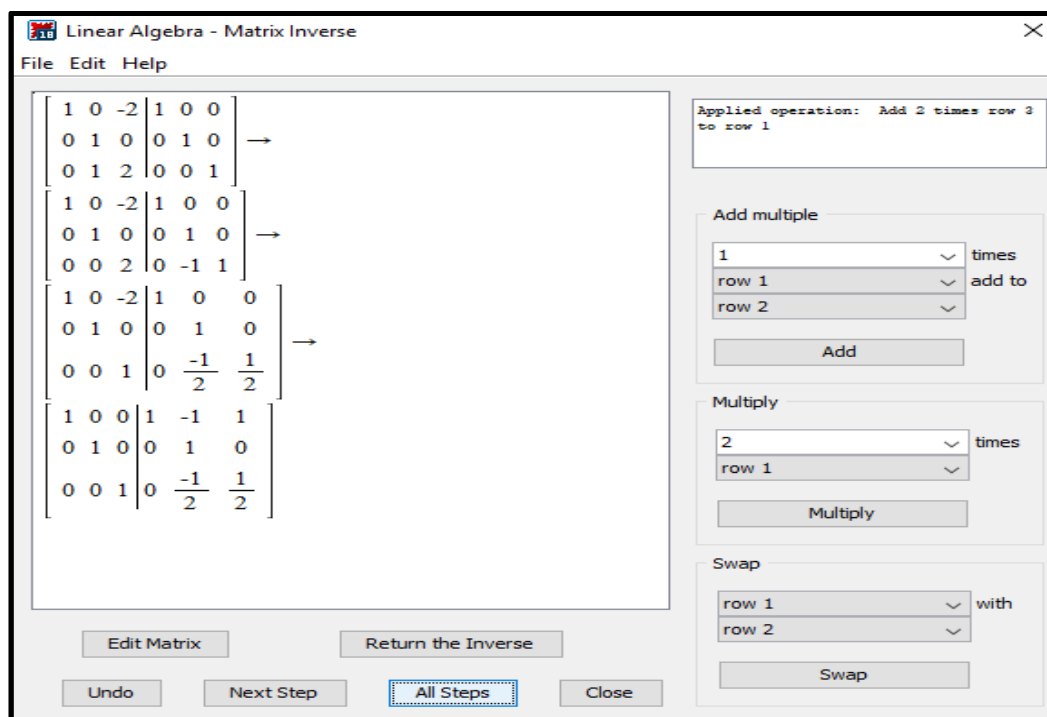 Linear Algebra - Matrix Inverse
File Edit Help
1 0 -2 1 0 0
0 1 0 0 1 0 →
0 1 2 0 0 1
1 0 -2 1 0 0
0 1 0 0 1 0 →
0 0 2 0 -1 1
1 0 -2 1 0 0
0 1 0 0 1 0 →
0 0 1 0 -1/2 1/2
1 0 0 1 -1 1
0 1 0 0 1 0
0 0 1 0 -1/2 1/2
Edit Matrix Return the Inverse
Undo Next Step All Steps Close
Applied operation: Add 2 times row 3
to row 1
Add multiple
1 times
row 1 add to
row 2
Add
Multiply
2 times
row 1
Multiply
Swap
row 1 with
row 2
Swap